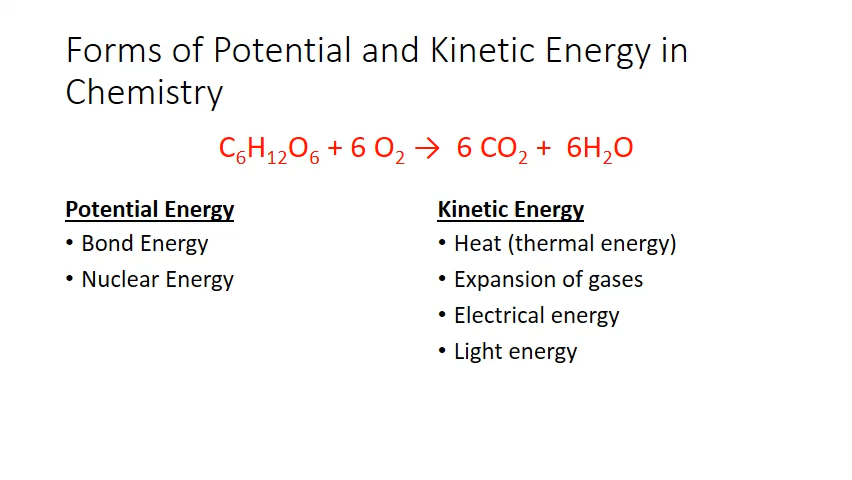 Forms of Potential and Kinetic Energy in
Chemistry
C₆H₁₂O₆ + 6 O₂ → 6 CO₂ + 6H₂O
Potential Energy
• Bond Energy
• Nuclear Energy
Kinetic Energy
• Heat (thermal energy)
• Expansion of gases
• Electrical energy
• Light energy